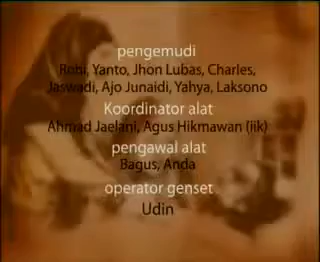 pengemudi
Robi, Yanto, Jhon Lubas, Charles,
Jaswadi, Ajo Junaidi, Yahya, Laksono
Koordinator alat
Ahmad Jaelani, Agus Hikmawan (iik)
pengawal alat
Bagus, Anda
operator genset
Udin